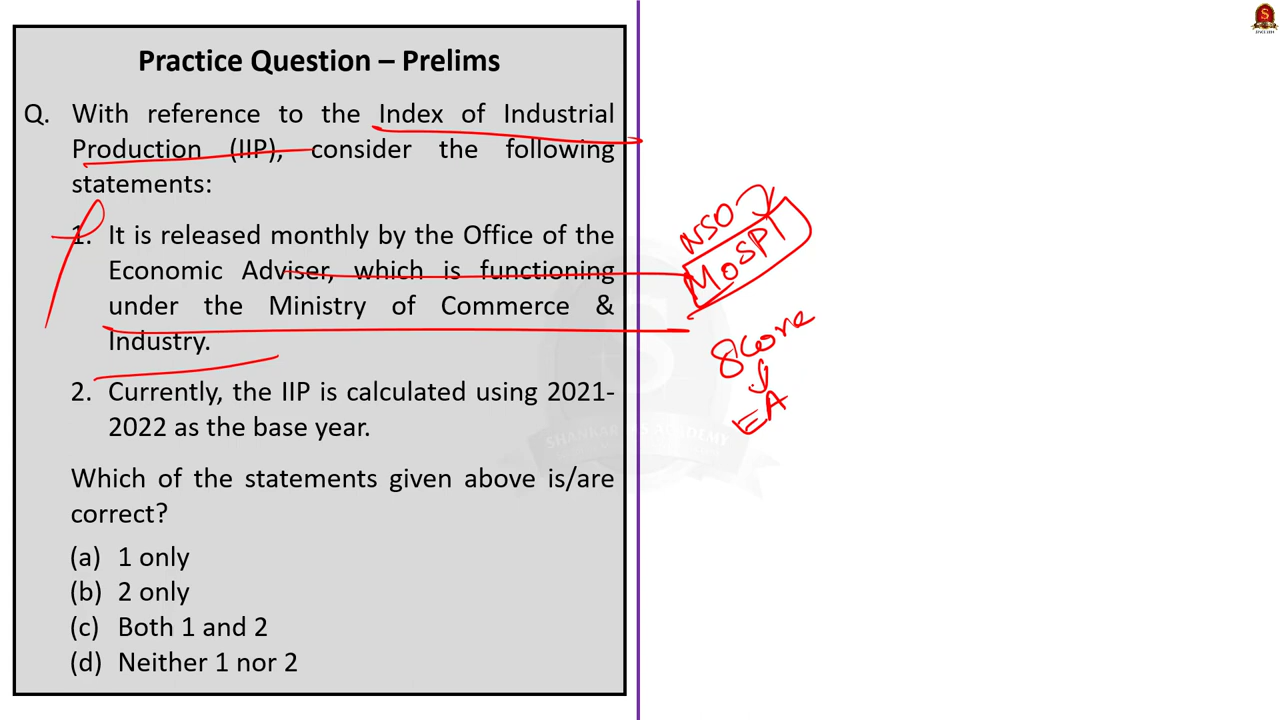 Practice Question – Prelims
Q. With reference to the Index of Industrial
Production (IIP), consider the following
statements:
1. It is released monthly by the Office of the
Economic Adviser, which is functioning
under the Ministry of Commerce &
Industry.
2. Currently, the IIP is calculated using 2021-
2022 as the base year.
Which of the statements given above is/are
correct?
(a) 1 only
(b) 2 only
(c) Both 1 and 2
(d) Neither 1 nor 2
NSO
MoSPI
8 core
EA
SHANKAR IAS ACADEMY